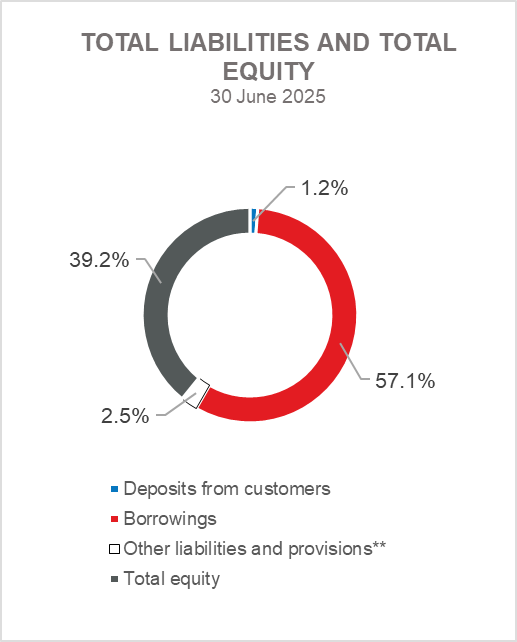 TOTAL LIABILITIES AND TOTAL
EQUITY
30 June 2025
1.2%
39.2%
57.1%
2.5%
Deposits from customers
Borrowings
Other liabilities and provisions**
Total equity